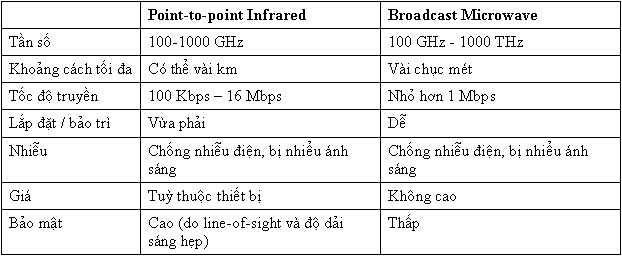 Point-to-point Infrared Broadcast Microwave
Tần số 100-1000 GHz 100 GHz - 1000 THz
Khoảng cách tối đa Có thể vài km Vài chục mét
Tốc độ truyền 100 Kbps – 16 Mbps Nhỏ hơn 1 Mbps
Lắp đặt / bảo trì Vừa phải Dễ
Nhiễu Chống nhiễu điện, bị nhiễu ánh Chống nhiễu điện, bị nhiễu ánh
sáng sáng
Giá Tuỳ thuộc thiết bị Không cao
Bảo mật Cao (do line-of-sight và độ dải Thấp
sáng hẹp)